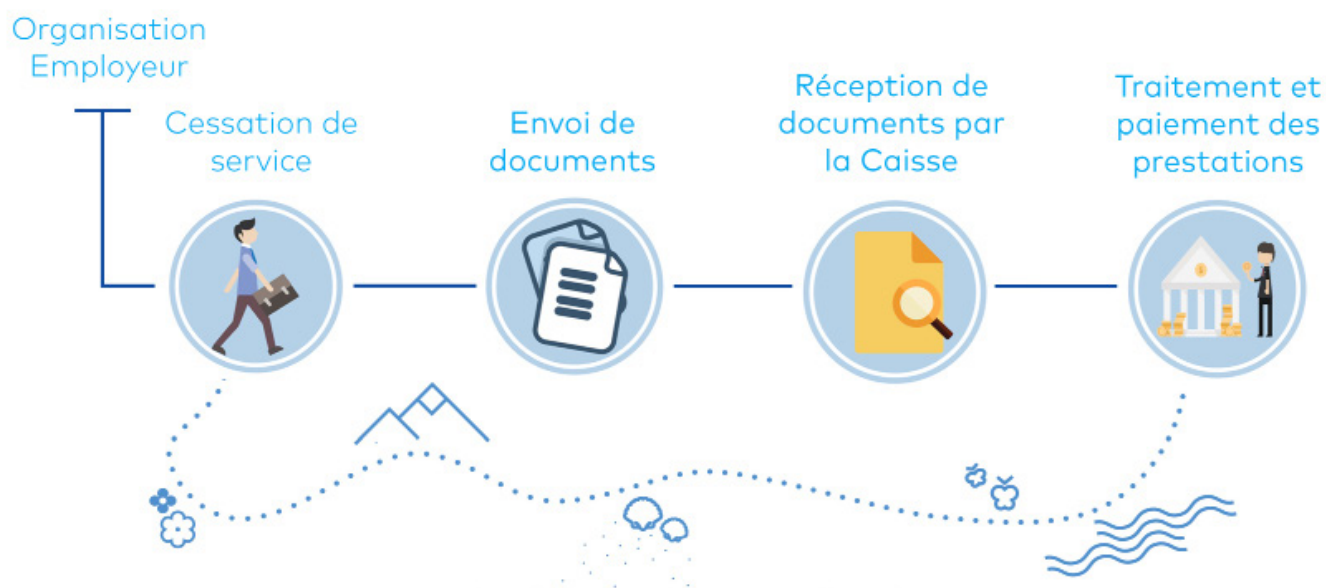 Organisation
Employeur
Cessation de
service
Envoi de
documents
Réception de
documents par
la Caisse
Traitement et
paiement des
prestations